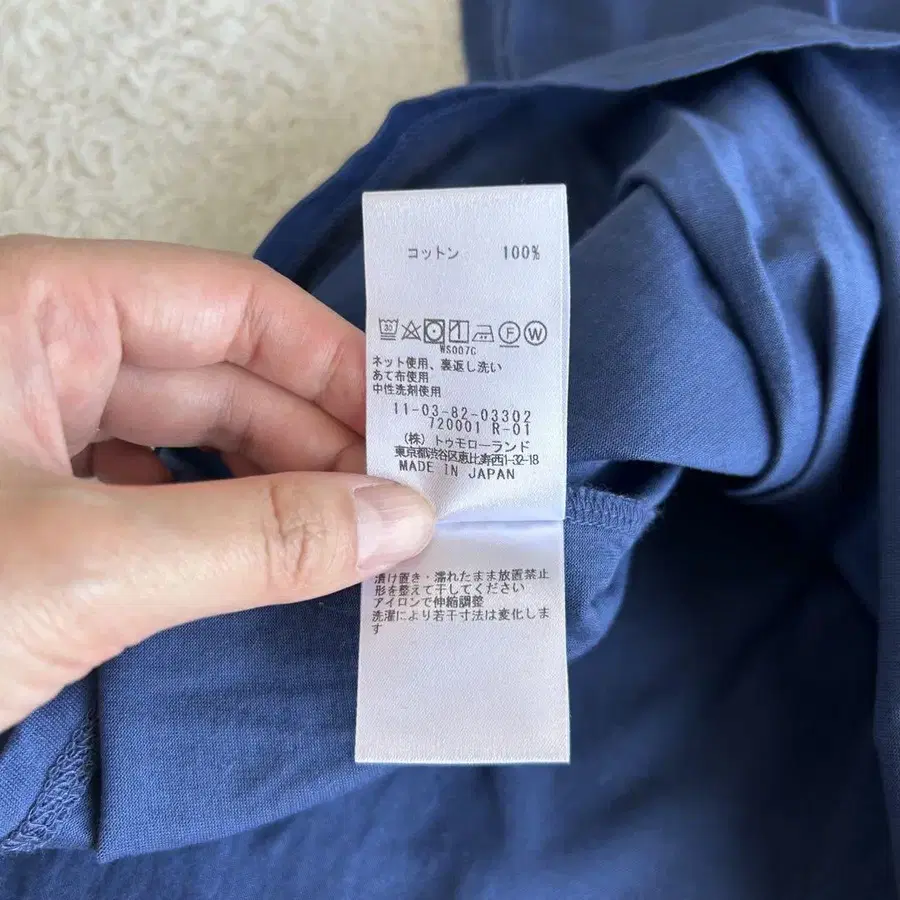 コットン 100%
30 1 F W
WS007C
ネット使用、裏返し洗い
あて布使用
中性洗剤使用
11-03-82-03302
720001 R-01
(株) トゥモローランド
東京都渋谷区恵比寿西1-32-18
MADE IN JAPAN
漬け置き・濡れたまま放置禁止
形を整えて干してください
アイロンで伸縮調整
洗濯により若干寸法は変化しま
す